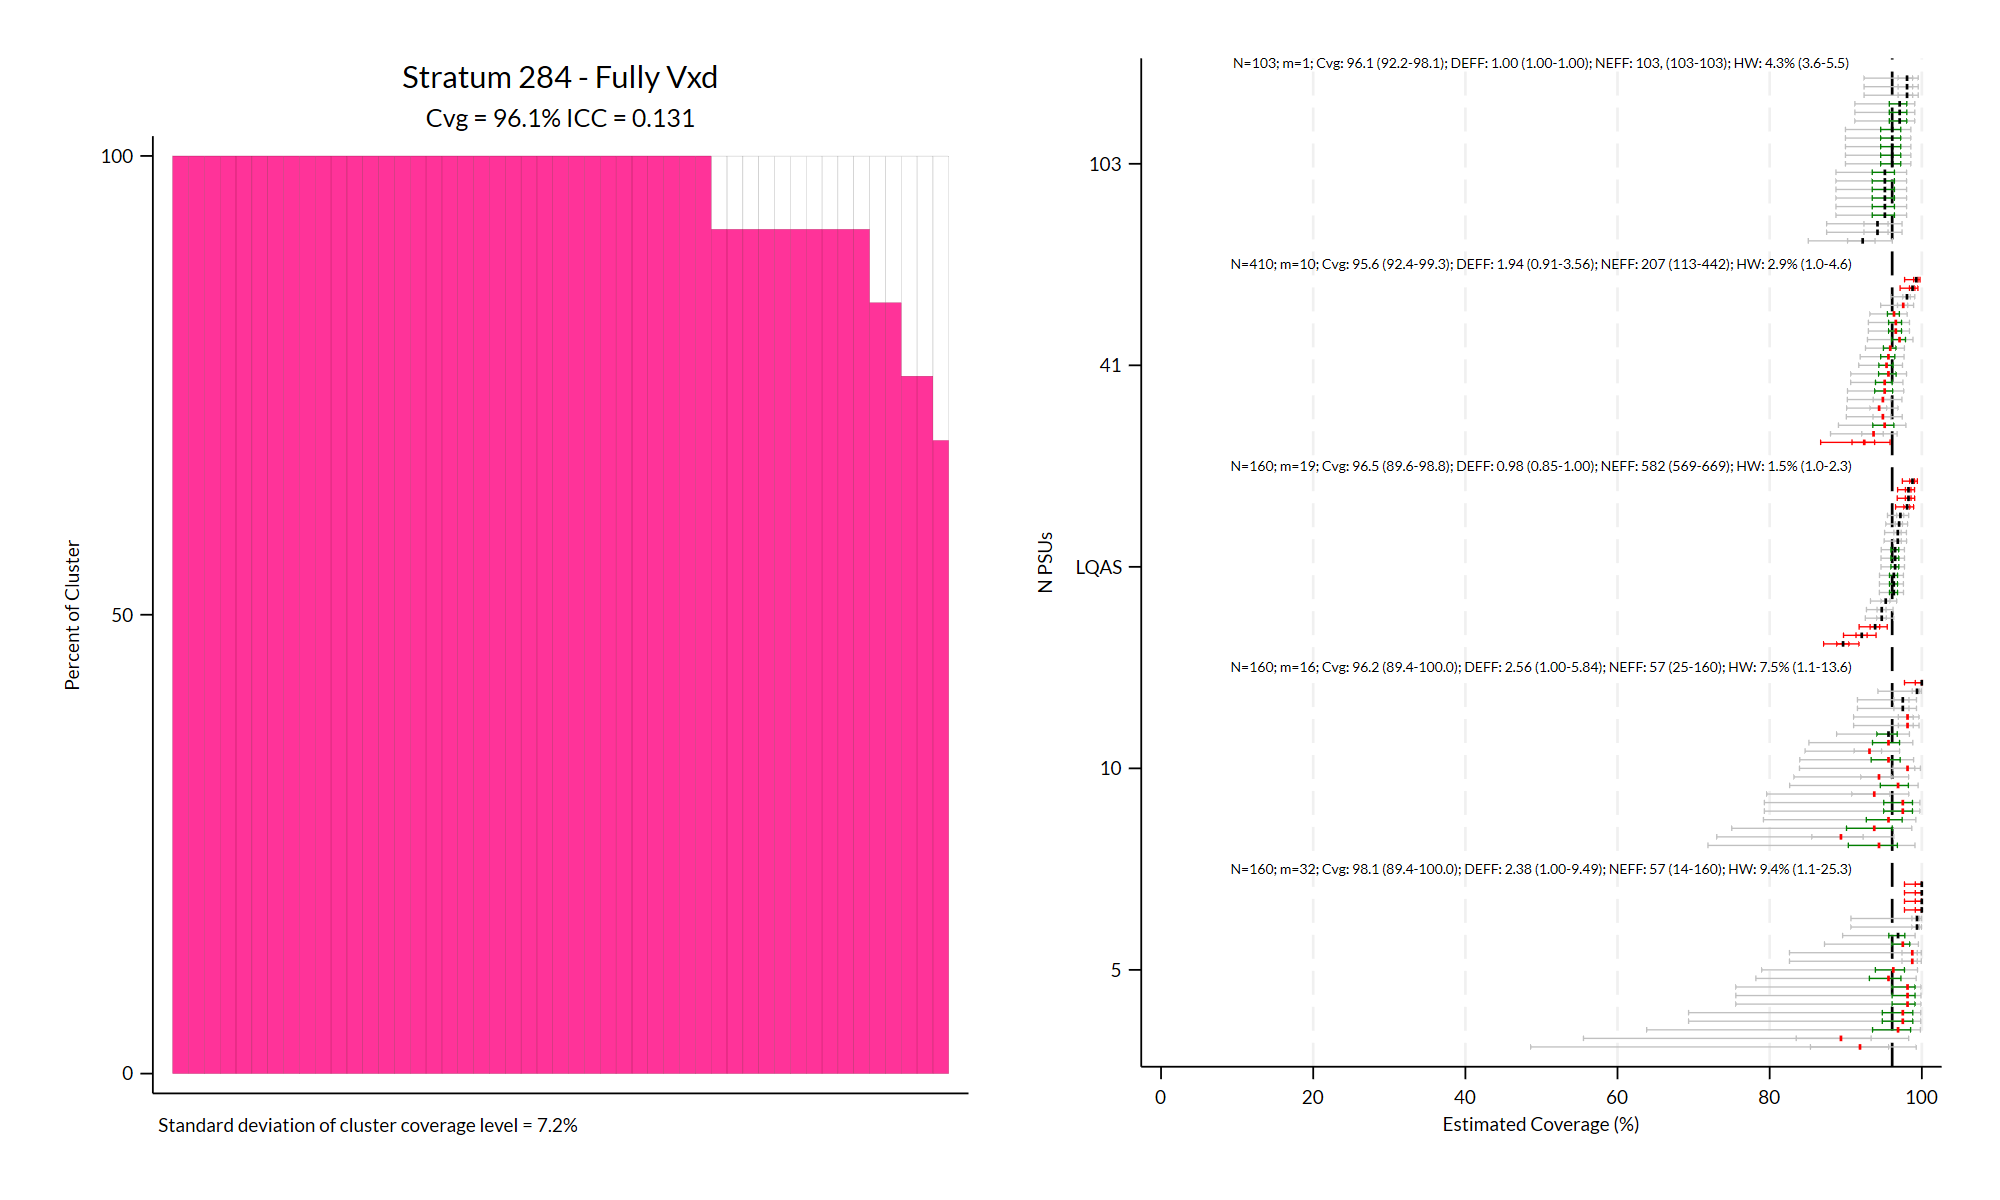 Stratum 284 - Fully Vxd
Cvg = 96.1% ICC = 0.131
Percent of Cluster
100
50
0
Standard deviation of cluster coverage level = 7.2%
N PSUs
N=103; m=1; Cvg: 96.1 (92.2-98.1); DEFF: 1.00 (1.00-1.00); NEFF: 103, (103-103); HW: 4.3% (3.6-5.5)
103
N=410; m=10; Cvg: 95.6 (92.4-99.3); DEFF: 1.94 (0.91-3.56); NEFF: 207 (113-442); HW: 2.9% (1.0-4.6)
41
N=160; m=19; Cvg: 96.5 (89.6-98.8); DEFF: 0.98 (0.85-1.00); NEFF: 582 (569-669); HW: 1.5% (1.0-2.3)
LQAS
N=160; m=16; Cvg: 96.2 (89.4-100.0); DEFF: 2.56 (1.00-5.84); NEFF: 57 (25-160); HW: 7.5% (1.1-13.6)
10
N=160; m=32; Cvg: 98.1 (89.4-100.0); DEFF: 2.38 (1.00-9.49); NEFF: 57 (14-160); HW: 9.4% (1.1-25.3)
5
0 20 40 60 80 100
Estimated Coverage (%)